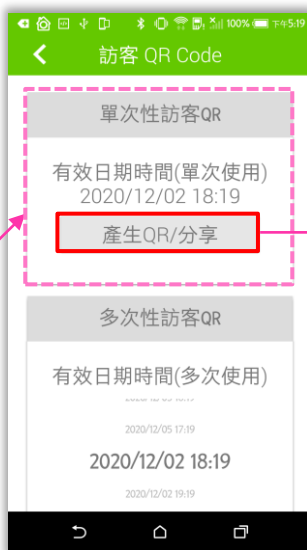 100% 下午5:19
訪客 QR Code
單次性訪客QR
有效日期時間(單次使用)
2020/12/02 18:19
產生QR/分享
多次性訪客QR
有效日期時間(多次使用)
2020/12/05 17:19
2020/12/02 18:19
2020/12/02 19:19